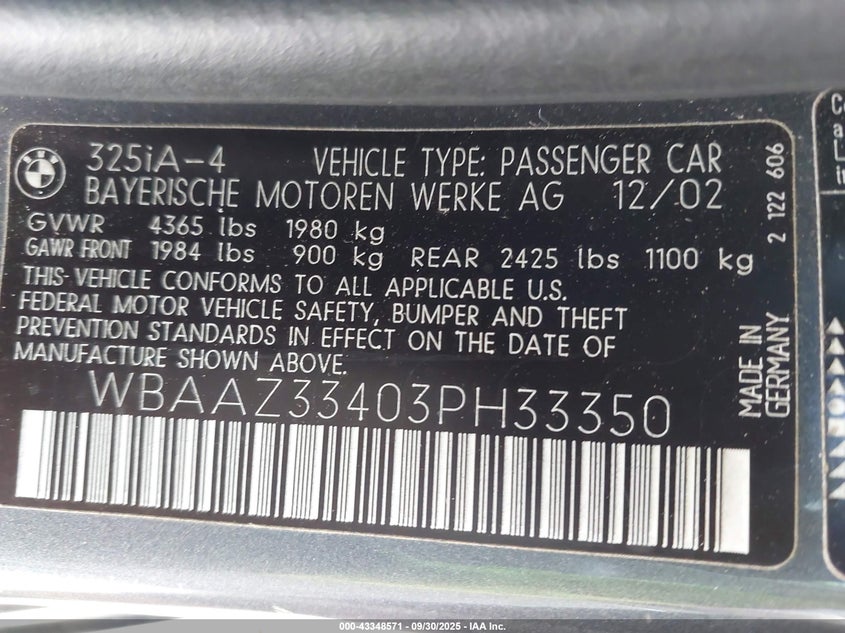 325iA-4 VEHICLE TYPE: PASSENGER CAR
BAYERISCHE MOTOREN WERKE AG 12/02
GVWR 4365 lbs 1980 kg
GAWR FRONT 1984 lbs 900 kg REAR 2425 lbs 1100 kg
THIS VEHICLE CONFORMS TO ALL APPLICABLE U.S.
FEDERAL MOTOR VEHICLE SAFETY, BUMPER AND THEFT
PREVENTION STANDARDS IN EFFECT ON THE DATE OF
MANUFACTURE SHOWN ABOVE.
WBAAZ33403PH33350
2 122 606
MADE IN
GERMANY
000-43348571 - 09/30/2025 - IAA Inc.